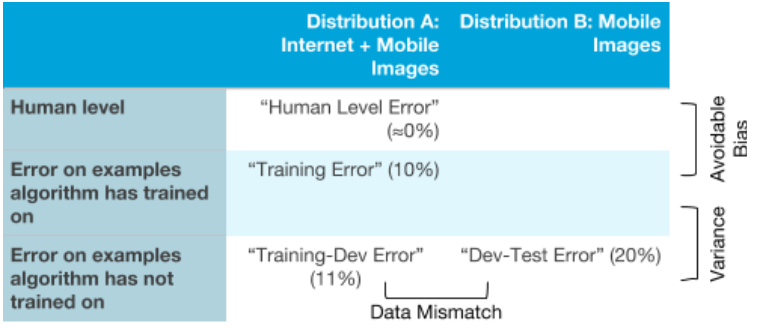 Distribution A:
Internet + Mobile
Images
Distribution B: Mobile
Images
Human level
“Human Level Error”
(≈0%)
Error on examples
algorithm has trained
on
“Training Error” (10%)
Error on examples
algorithm has not
trained on
“Training-Dev Error”
(11%)
“Dev-Test Error” (20%)
Data Mismatch
Avoidable
Bias
Variance